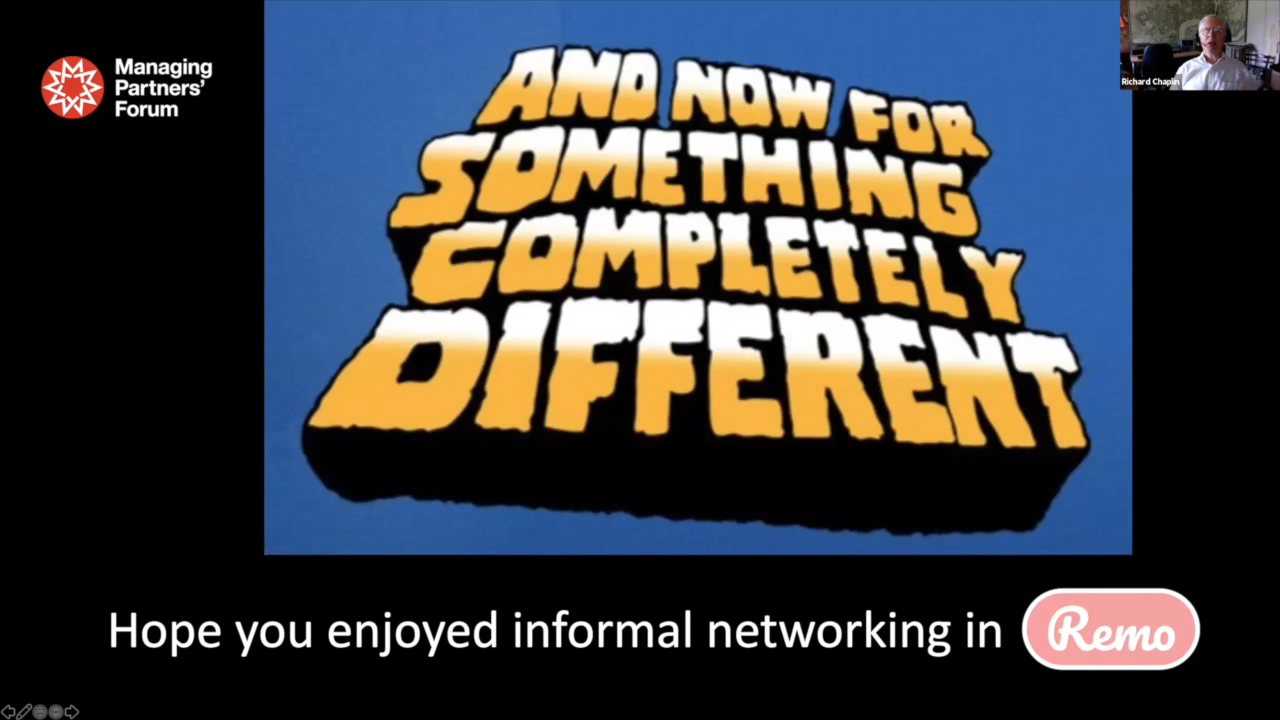 Managing
Partners'
Forum
AND NOW FOR
SOMETHING
COMPLETELY
DIFFERENT
Richard Chaplin
Hope you enjoyed informal networking in Remo